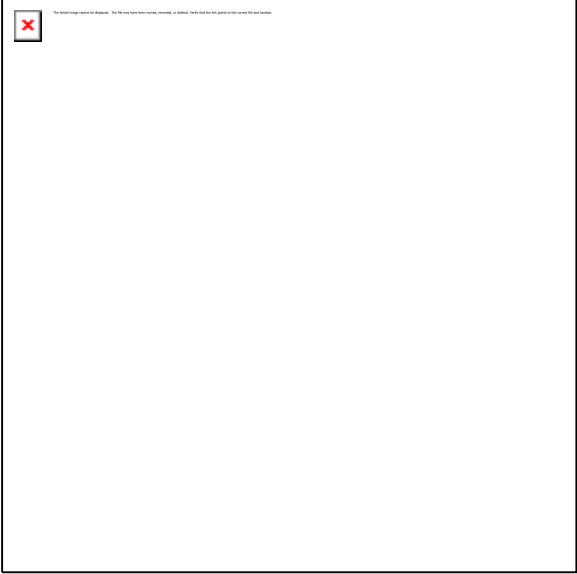 The linked image cannot be displayed.  The file may have been moved, renamed, or deleted. Verify that the link points to the correct file and location.